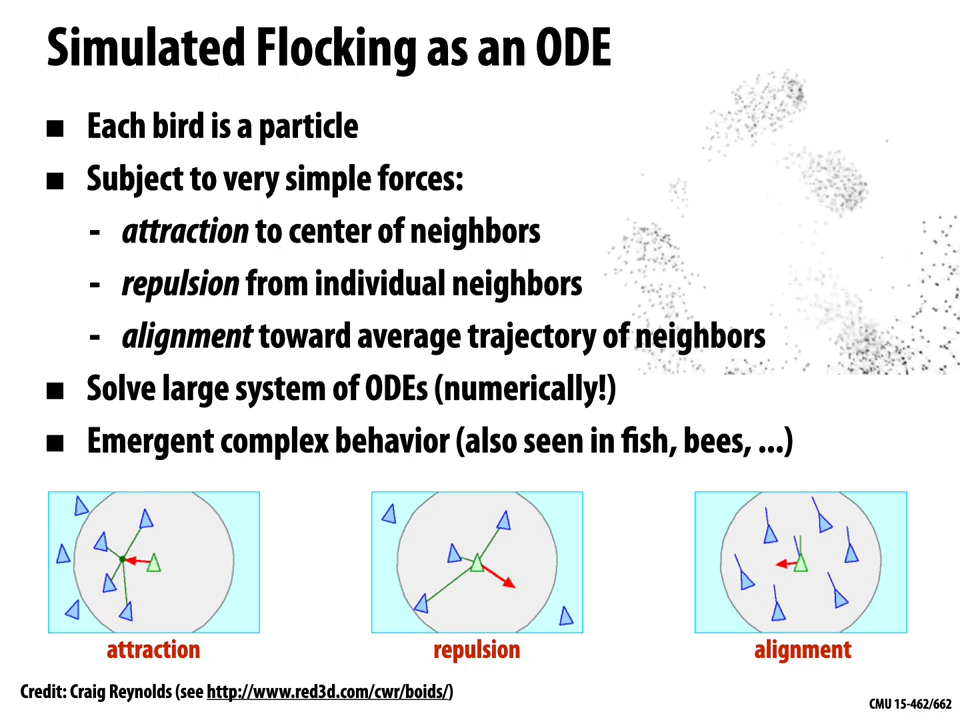 Simulated Flocking as an ODE
■ Each bird is a particle
■ Subject to very simple forces:
- attraction to center of neighbors
- repulsion from individual neighbors
- alignment toward average trajectory of neighbors
■ Solve large system of ODEs (numerically!)
■ Emergent complex behavior (also seen in fish, bees, ...)
attraction
repulsion
alignment
Credit: Craig Reynolds (see http://www.red3d.com/cwr/boids/)
CMU 15-462/662